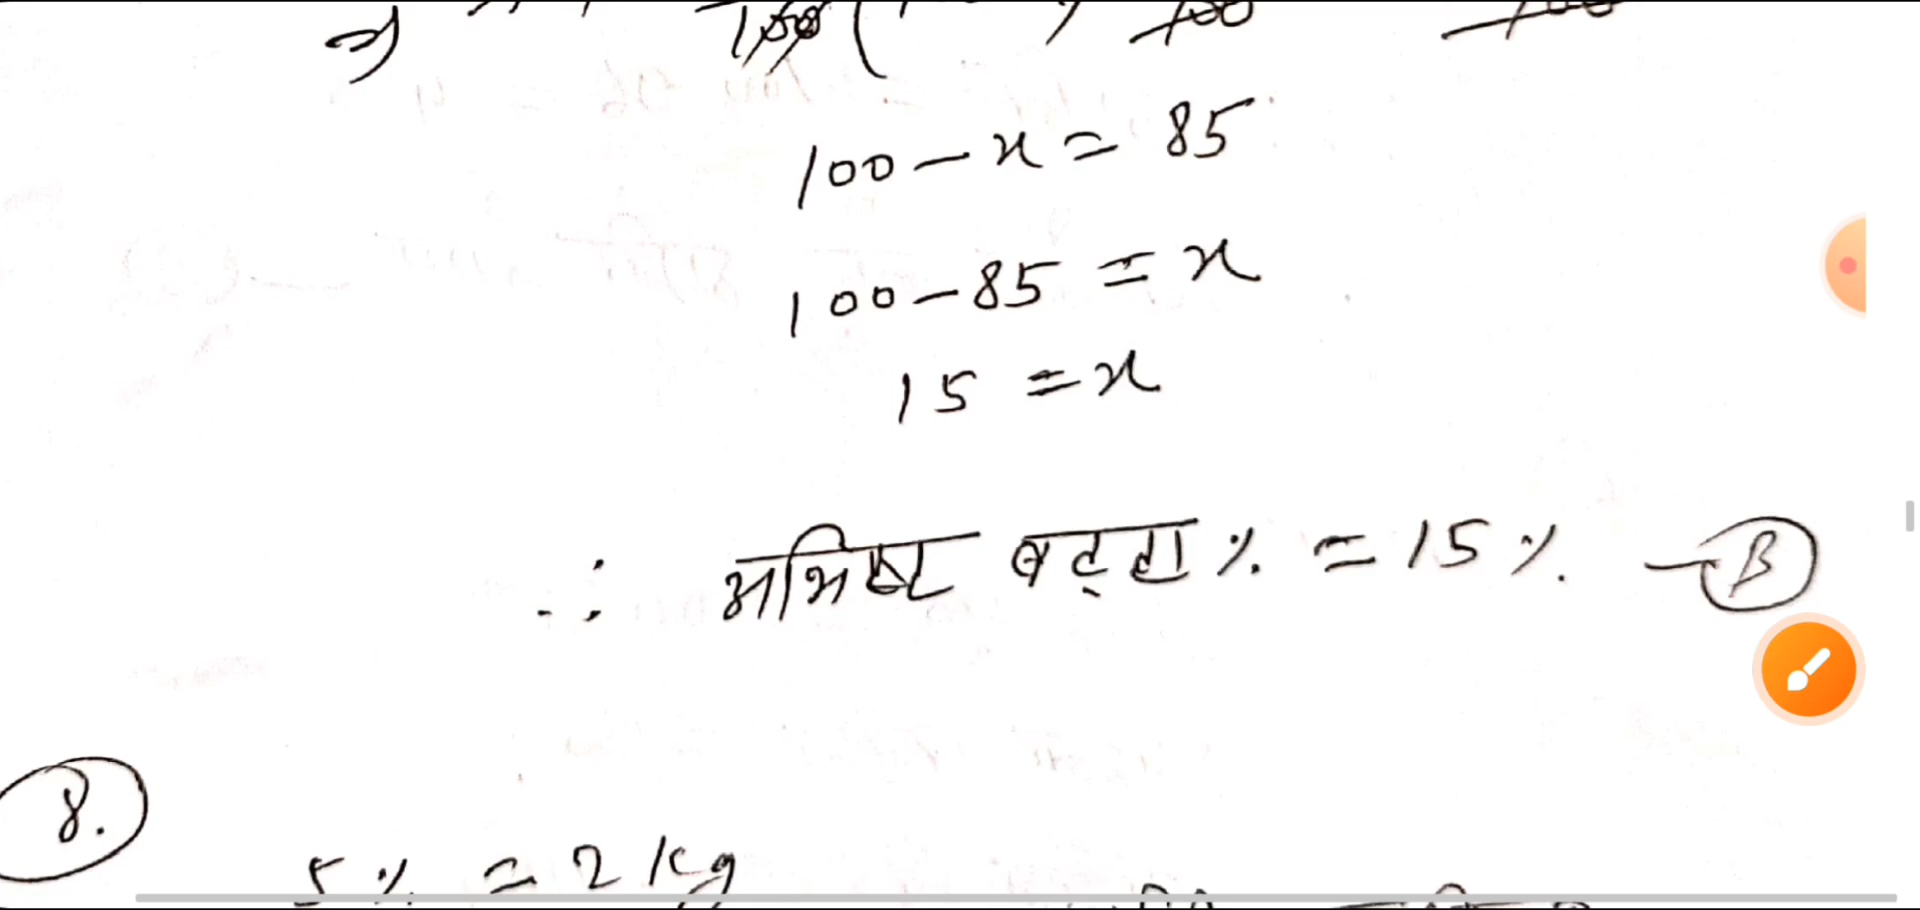 ⇒
100 - x = 85
100 - 85 = x
15 = x
∴ अभिष्ट बट्टा % = 15 % - B
8.
5 % = 2 kg